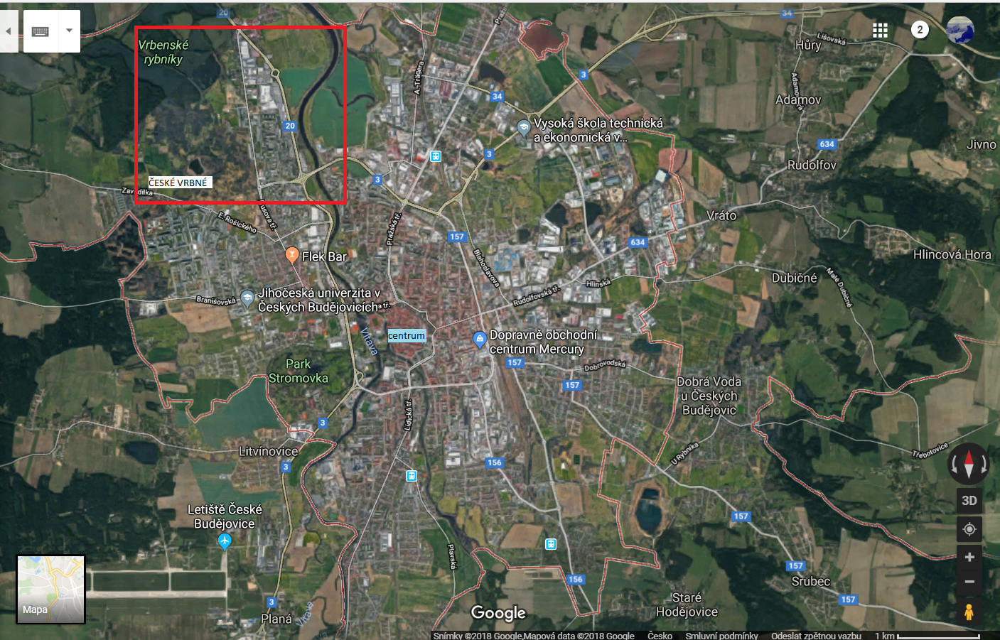 20
34
Praž
2
Hůry
Lišovská
Vrbenské
rybníky
A. Trägera
3
34
Adamovská
Adamov
20
Vysoká škola technická
a ekonomická v...
634
Jivno
3
Rudolfov
3
ČESKÉ VRBNÉ
Zavadilka
E. Rošického
Husova tř.
Pražská tř.
Vráto
157
634
Blahoslavova
Flek Bar
Hlincová Hora
Dubičné
Malé Dubičné
Hlinská
Rudolfovská tř.
Jihočeská univerzita v
Českých Budějovicích
a tř.
Branišovská
centrum
Vltava
Dopravně obchodní
centrum Mercury
157
Dobrovodská
Park
Stromovka
157
Dobrá Voda
u Českých
Budějovic
Lidická tř.
3
Litvínovice
U Rybníka
Třebotovice
3
156
3D
Letiště České
Budějovice
157
Plavská
157
156
Srubec
Mapa
3
157
Staré
Hodějovice
Planá
Vltava
Google
Snímky ©2018 Google,Mapová data ©2018 Google Česko Smluvní podmínky Odeslat zpětnou vazbu 1 km